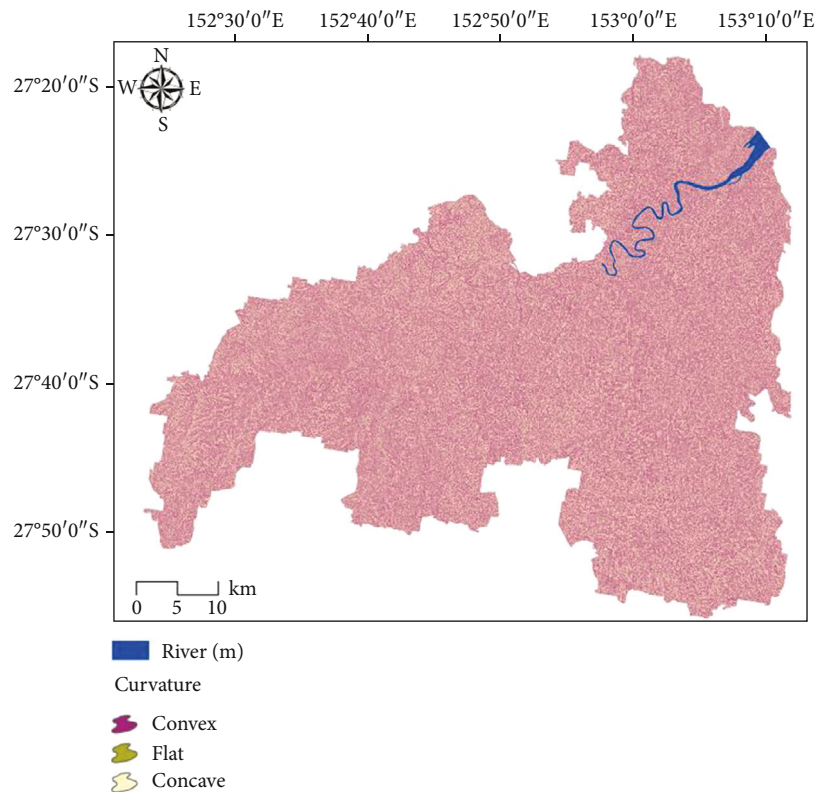 152°30′0″E 152°40′0″E 152°50′0″E 153°0′0″E 153°10′0″E
N
W E
S
27°20′0″S
27°30′0″S
27°40′0″S
27°50′0″S
km
0 5 10
River (m)
Curvature
Convex
Flat
Concave